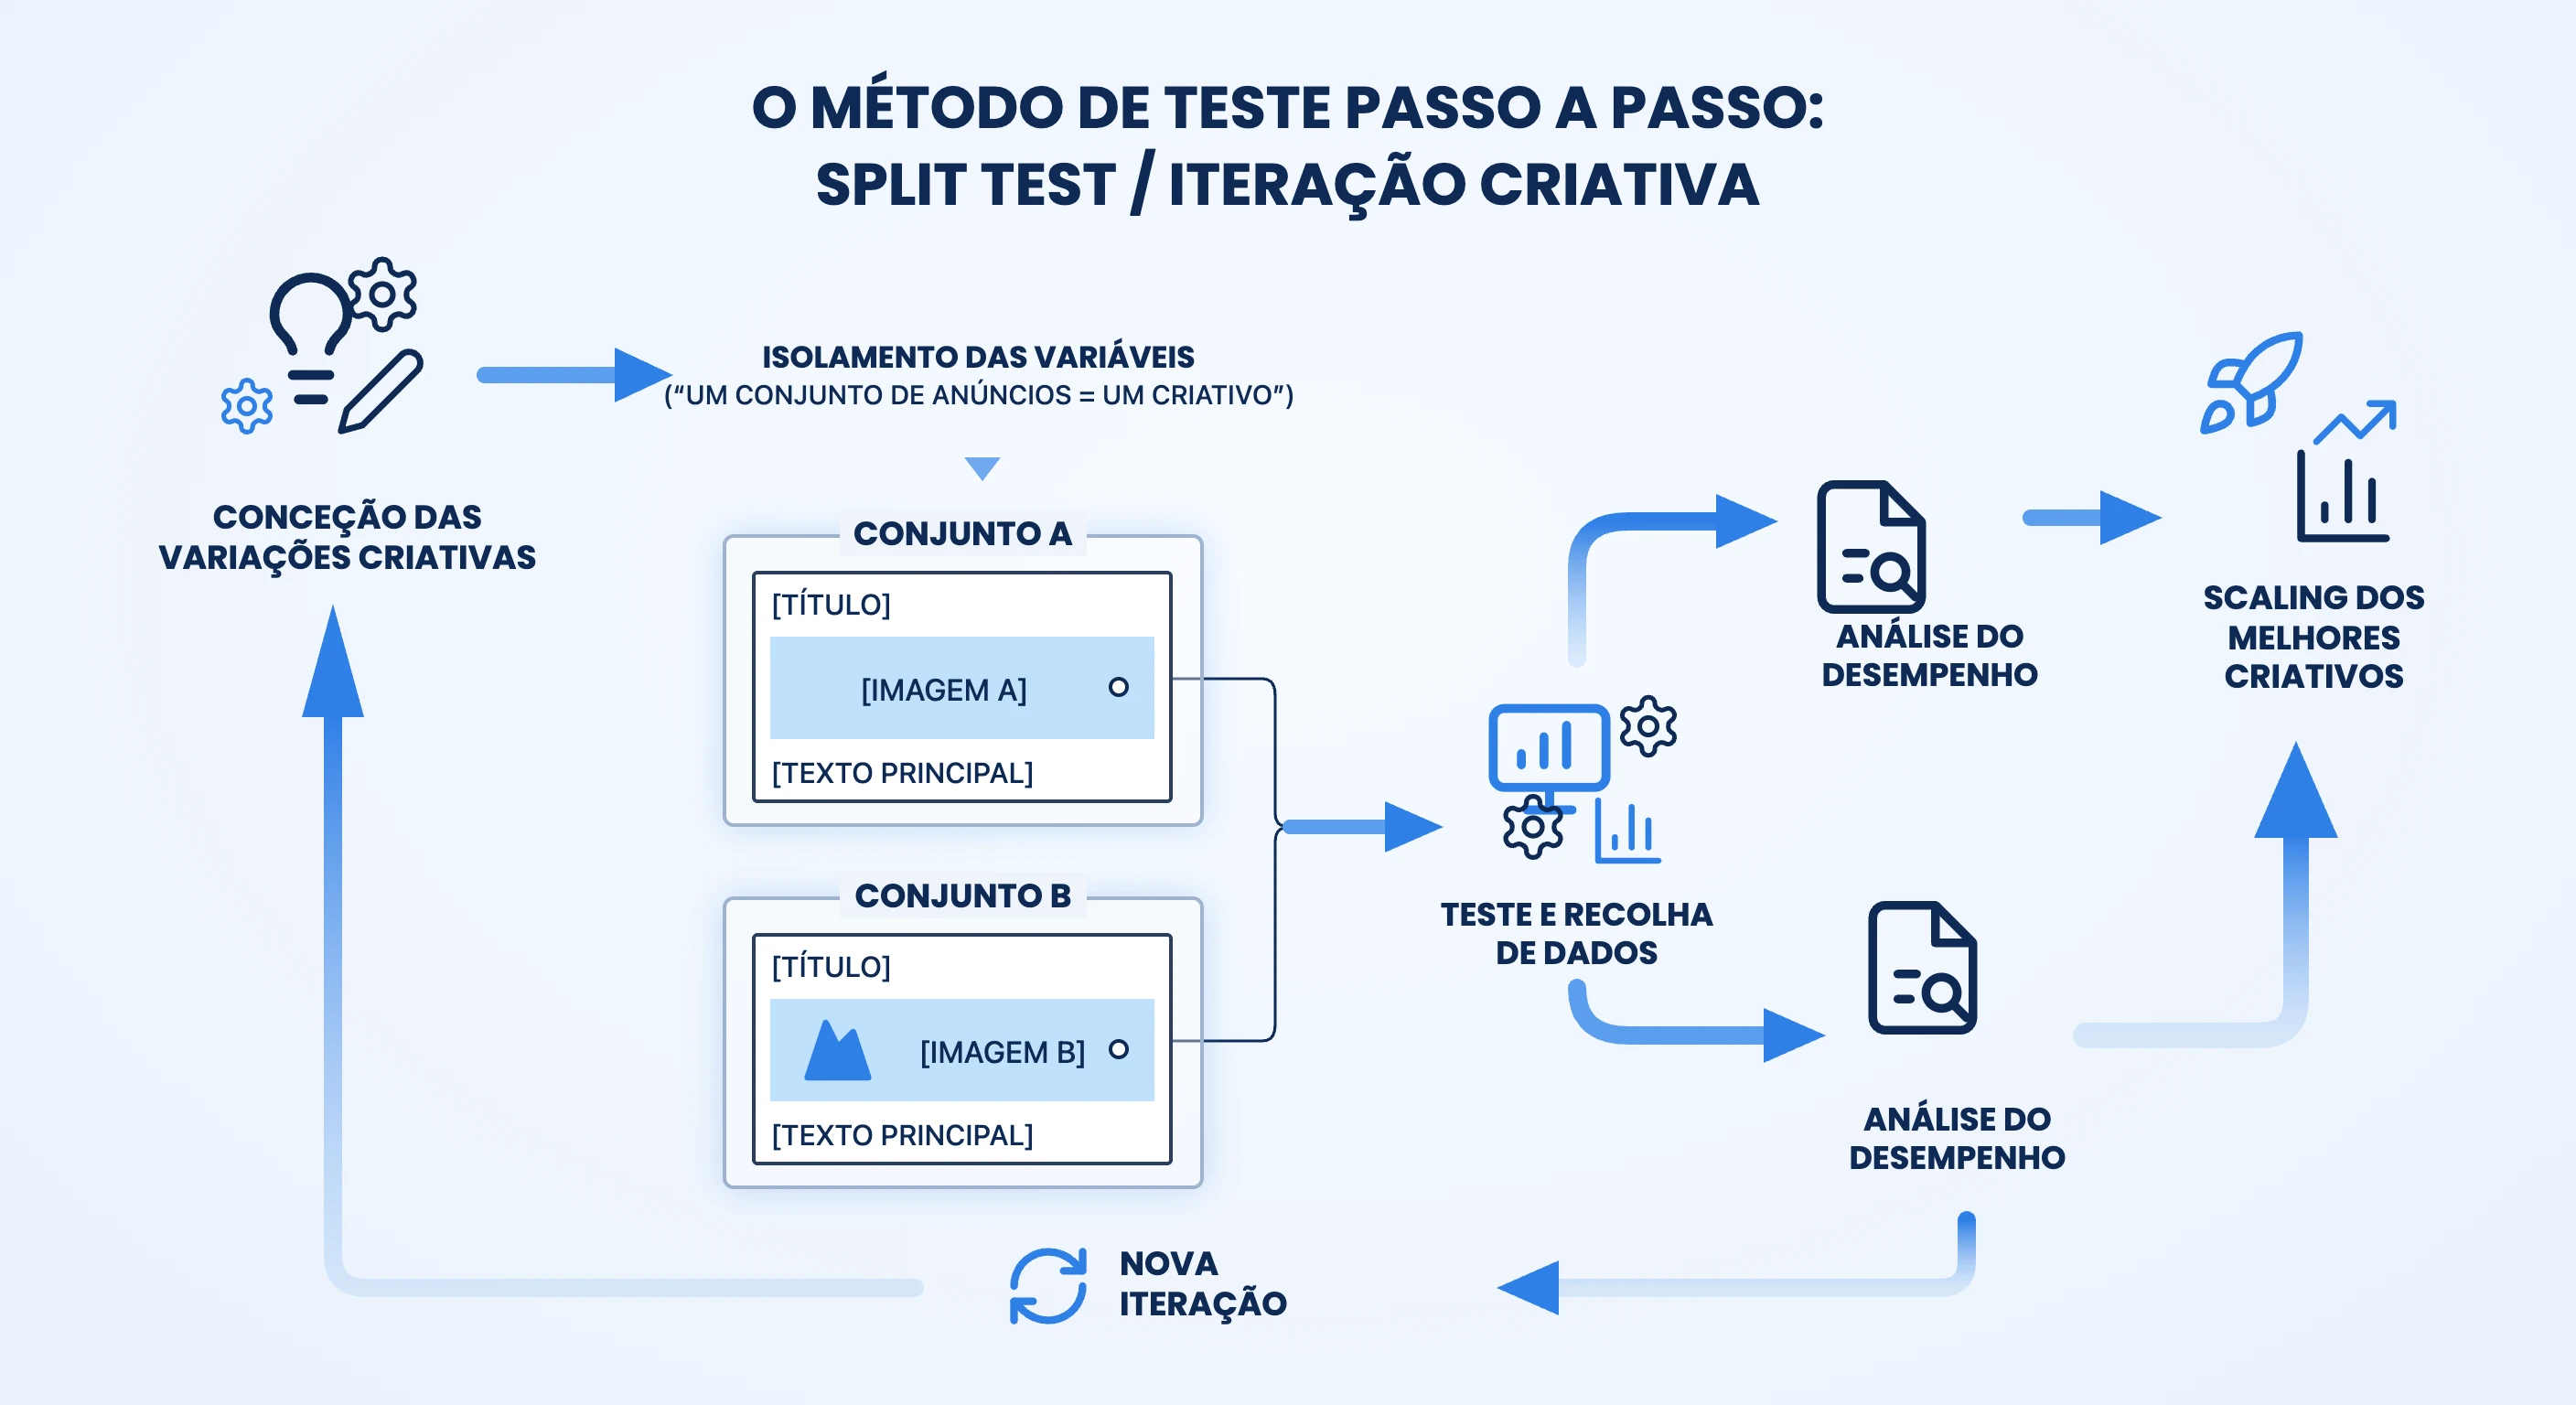 O MÉTODO DE TESTE PASSO A PASSO:
SPLIT TEST / ITERAÇÃO CRIATIVA
CONCEÇÃO DAS
VARIAÇÕES CRIATIVAS
ISOLAMENTO DAS VARIÁVEIS
(“UM CONJUNTO DE ANÚNCIOS = UM CRIATIVO”)
CONJUNTO A
[TÍTULO]
[IMAGEM A]
[TEXTO PRINCIPAL]
CONJUNTO B
[TÍTULO]
[IMAGEM B]
[TEXTO PRINCIPAL]
TESTE E RECOLHA
DE DADOS
ANÁLISE DO
DESEMPENHO
SCALING DOS
MELHORES
CRIATIVOS
ANÁLISE DO
DESEMPENHO
NOVA
ITERAÇÃO